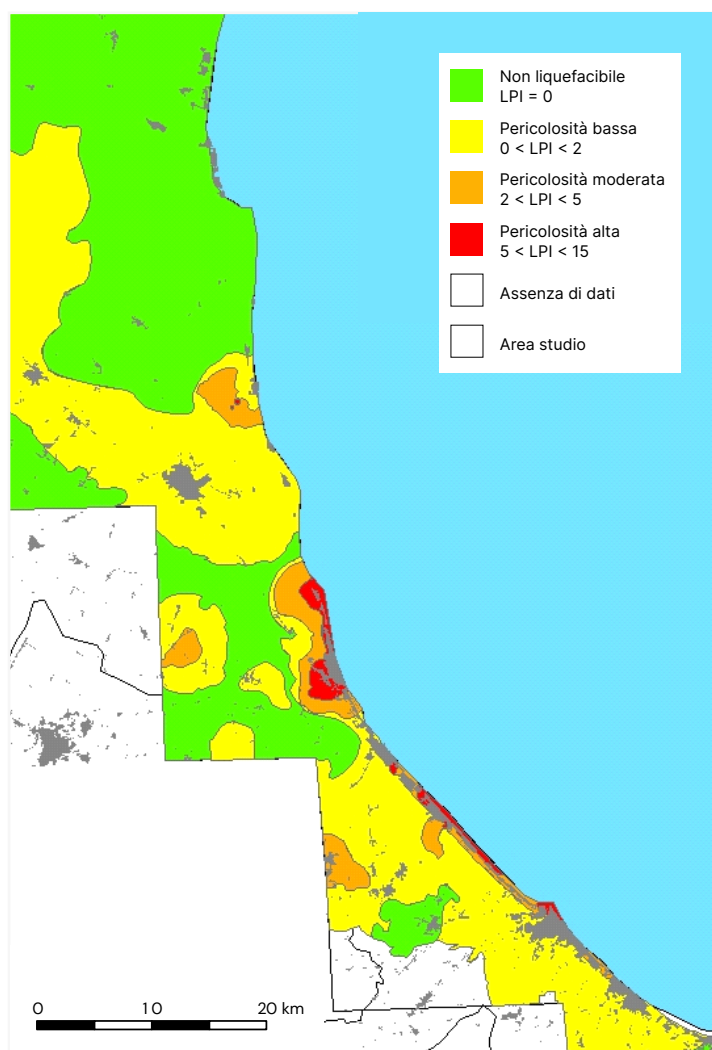 Non liquefacibile
LPI = 0
Pericolosità bassa
0 < LPI < 2
Pericolosità moderata
2 < LPI < 5
Pericolosità alta
5 < LPI < 15
Assenza di dati
Area studio
0 10 20 km